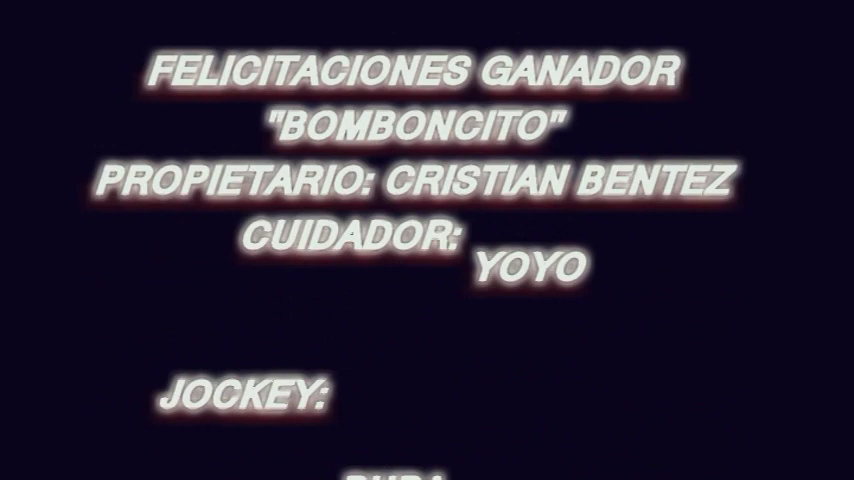 FELICITACIONES GANADOR
"BOMBONCITO"
PROPIETARIO: CRISTIAN BENTEZ
CUIDADOR: YOYO
JOCKEY: